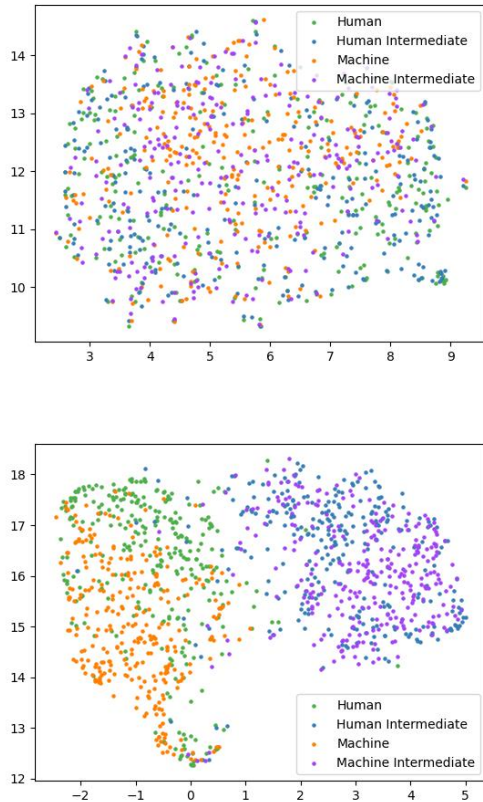 14
13
12
11
10
3 4 5 6 7 8 9
Human
Human Intermediate
Machine
Machine Intermediate
18
17
16
15
14
13
12
−2 −1 0 1 2 3 4 5
Human
Human Intermediate
Machine
Machine Intermediate